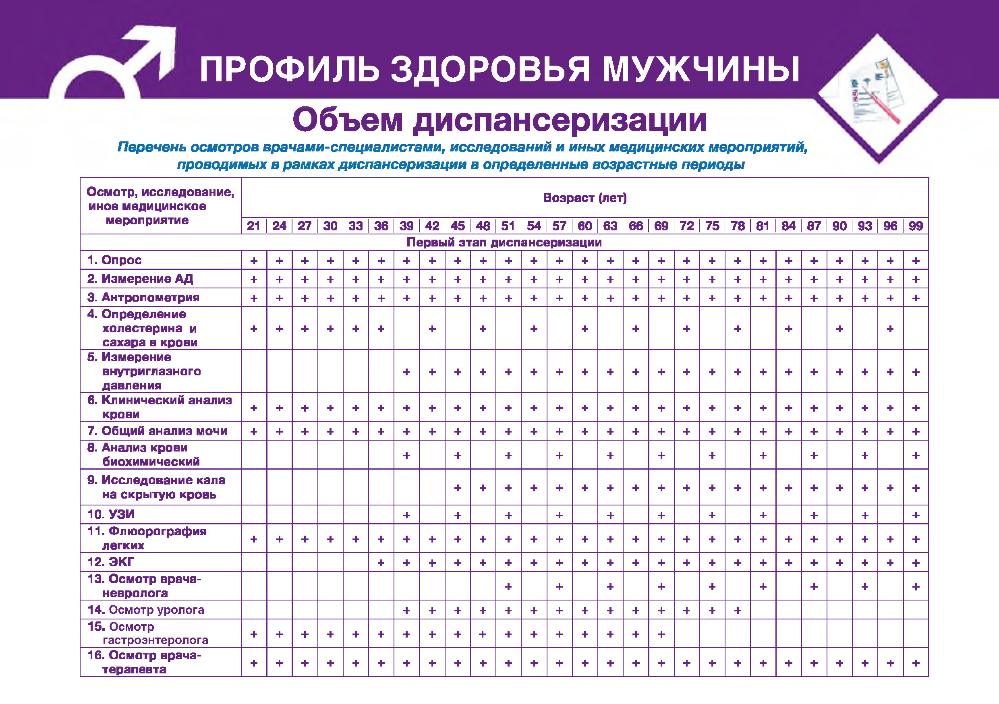 ПРОФИЛЬ ЗДОРОВЬЯ МУЖЧИНЫ
Объем диспансеризации
Перечень осмотров врачами-специалистами, исследований и иных медицинских мероприятий,
проводимых в рамках диспансеризации в определенные возрастные периоды
Осмотр, исследование,
иное медицинское
мероприятие
Возраст (лет)
21 24 27 30 33 36 39 42 45 48 51 54 57 60 63 66 69 72 75 78 81 84 87 90 93 96 99
Первый этап диспансеризации
1. Опрос + + + + + + + + + + + + + + + + + + + + + + + + + + +
2. Измерение АД + + + + + + + + + + + + + + + + + + + + + + + + + + +
3. Антропометрия + + + + + + + + + + + + + + + + + + + + + + + + + + +
4. Определение
холестерина и + + + + + + + + + + + + + + + +
сахара в крови
5. Измерение
внутриглазного + + + + + + + + + + + + + + + + + + + + +
давления
6. Клинический анализ
крови + + + + + + + + + + + + + + + + + + + + + + + + + + +
7. Общий анализ мочи + + + + + + + + + + + + + + + + + + + + + + + + + + +
8. Анализ крови
биохимический + + + + + + + + + + +
9. Исследование кала
на скрытую кровь + + + + + + + + + + + + + + + + + + +
10. УЗИ + + + + + + + + + + +
11. Флюорография
легких + + + + + + + + + + + + + + + + + + + + + + + + + + +
12. ЭКГ + + + + + + + + + + + + + + + + + + + + + +
13. Осмотр врача-
невролога + + + + + + + + +
14. Осмотр уролога + + + + + + + + + + + + + +
15. Осмотр
гастроэнтеролога + + + + + + + + + + + + + + + + +
16. Осмотр врача-
терапевта + + + + + + + + + + + + + + + + + + + + + + + + + + +